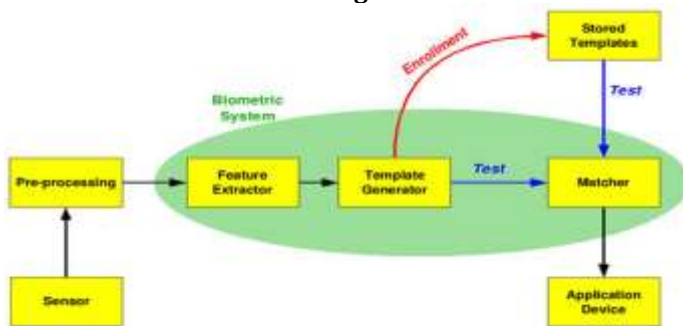 Stored
Templates
Enrollment
Test
Biometric
System
Pre-processing
Feature
Extractor
Template
Generator
Test
Matcher
Sensor
Application
Device